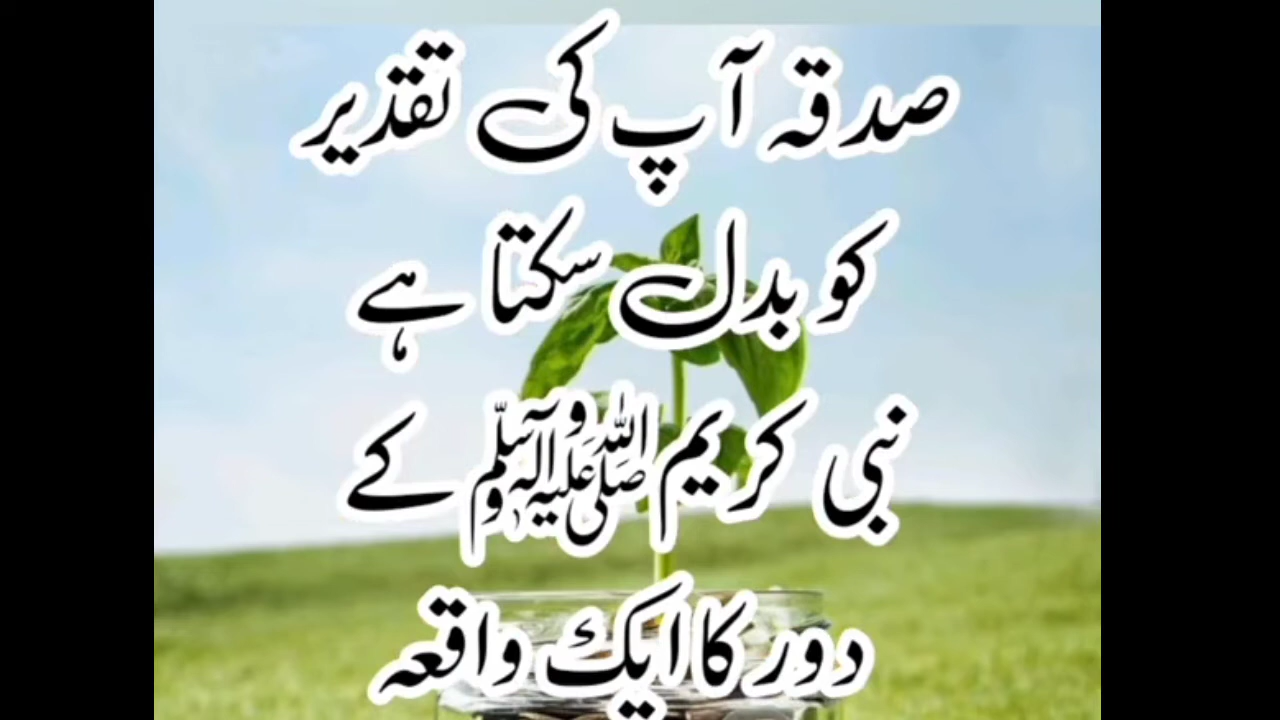 صدقہ آپ کی تقذیر
کو بدل سکتا ہے
نبی کریم صلی اللہ علیہ وآلہ وسلم کے
دور کا ایک واقعہ